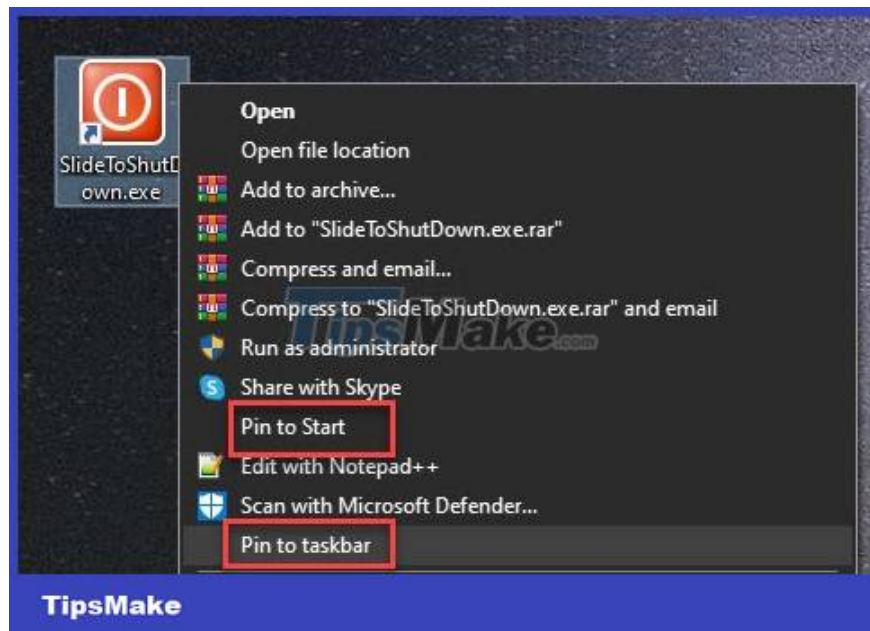 SlideToShutD
own.exe
Open
Open file location
Add to archive...
Add to "SlideToShutDown.exe.rar"
Compress and email...
Compress to "SlideToShutDown.exe.rar" and email
TipsMake.com
Run as administrator
Share with Skype
Pin to Start
Edit with Notepad++
Scan with Microsoft Defender...
Pin to taskbar
TipsMake